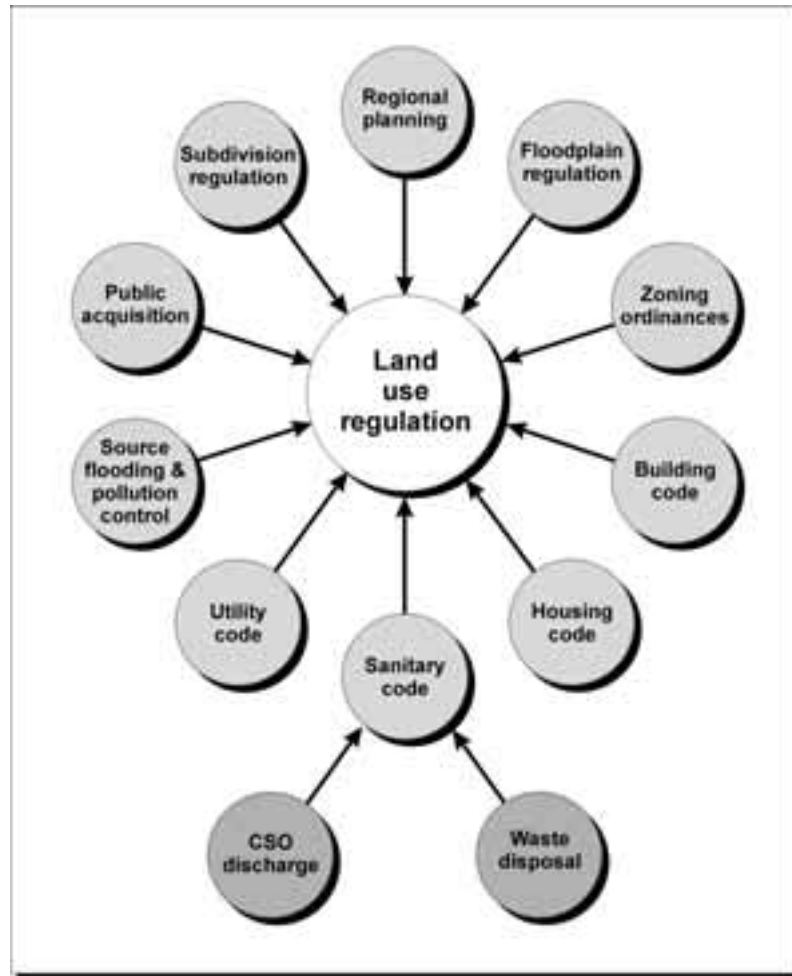 Regional
planning
Subdivision
regulation
Floodplain
regulation
Public
acquisition
Zoning
ordinances
Land
use
regulation
Source
flooding &
pollution
control
Building
code
Utility
code
Housing
code
Sanitary
code
CSO
discharge
Waste
disposal